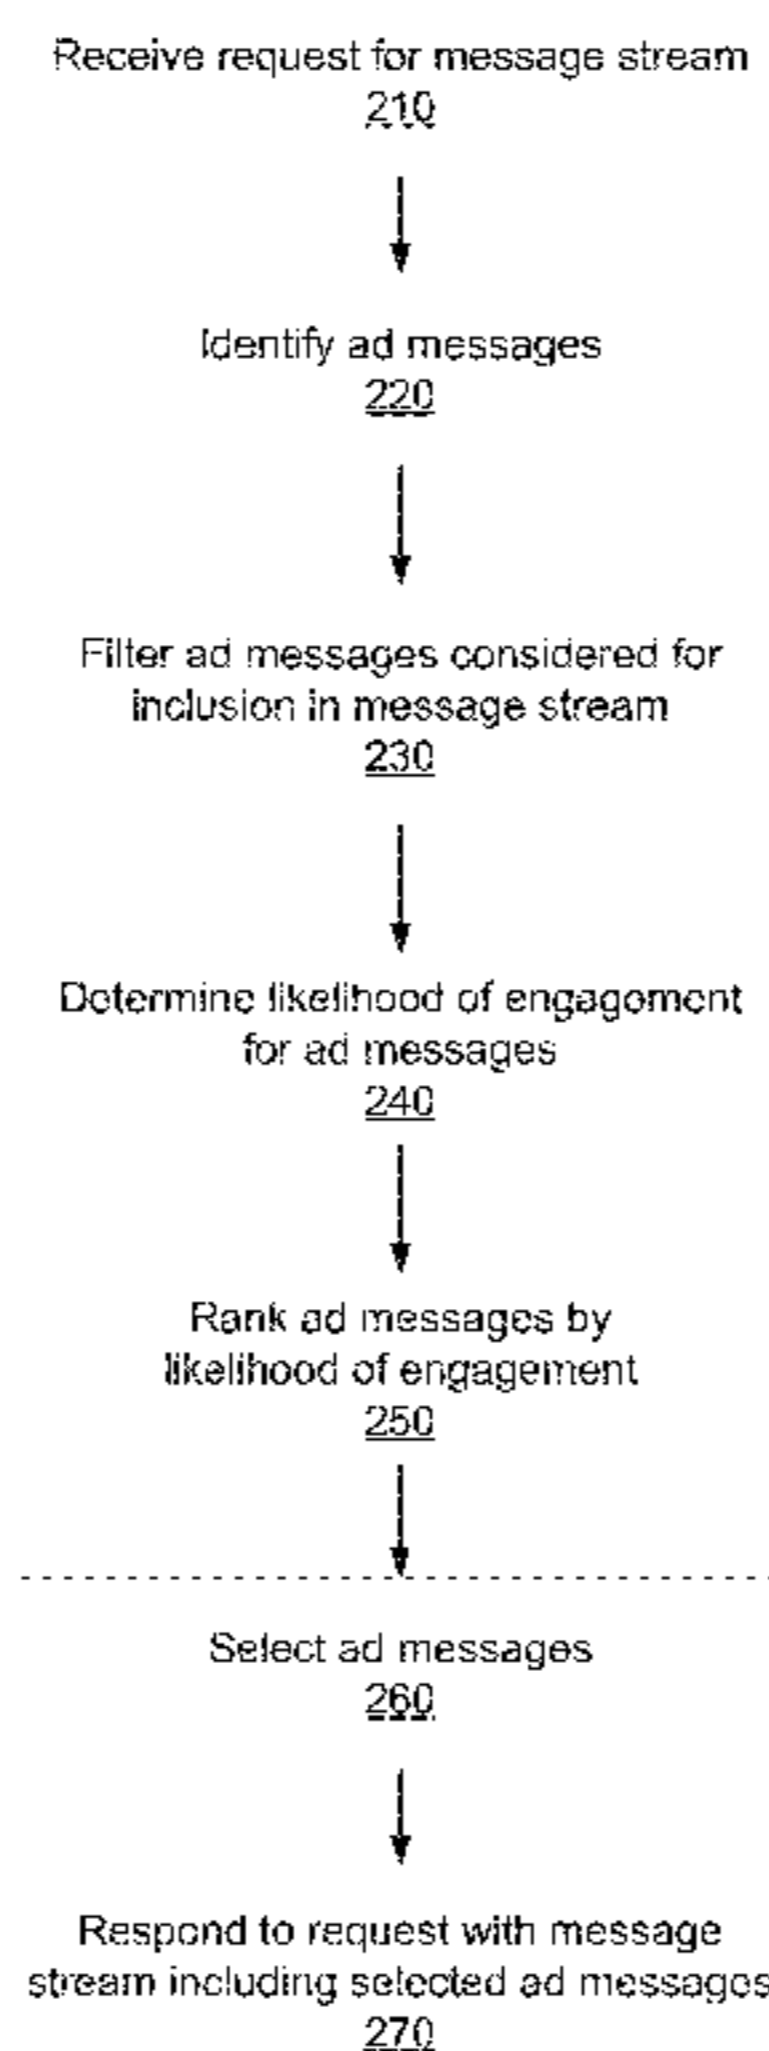 Receive request for message stream
210
Identify ad messages
220
Filter ad messages considered for
inclusion in message stream
230
Determine likelihood of engagement
for ad messages
240
Rank ad messages by
likelihood of engagement
250
Select ad messages
260
Respond to request with message
stream including selected ad messages
270